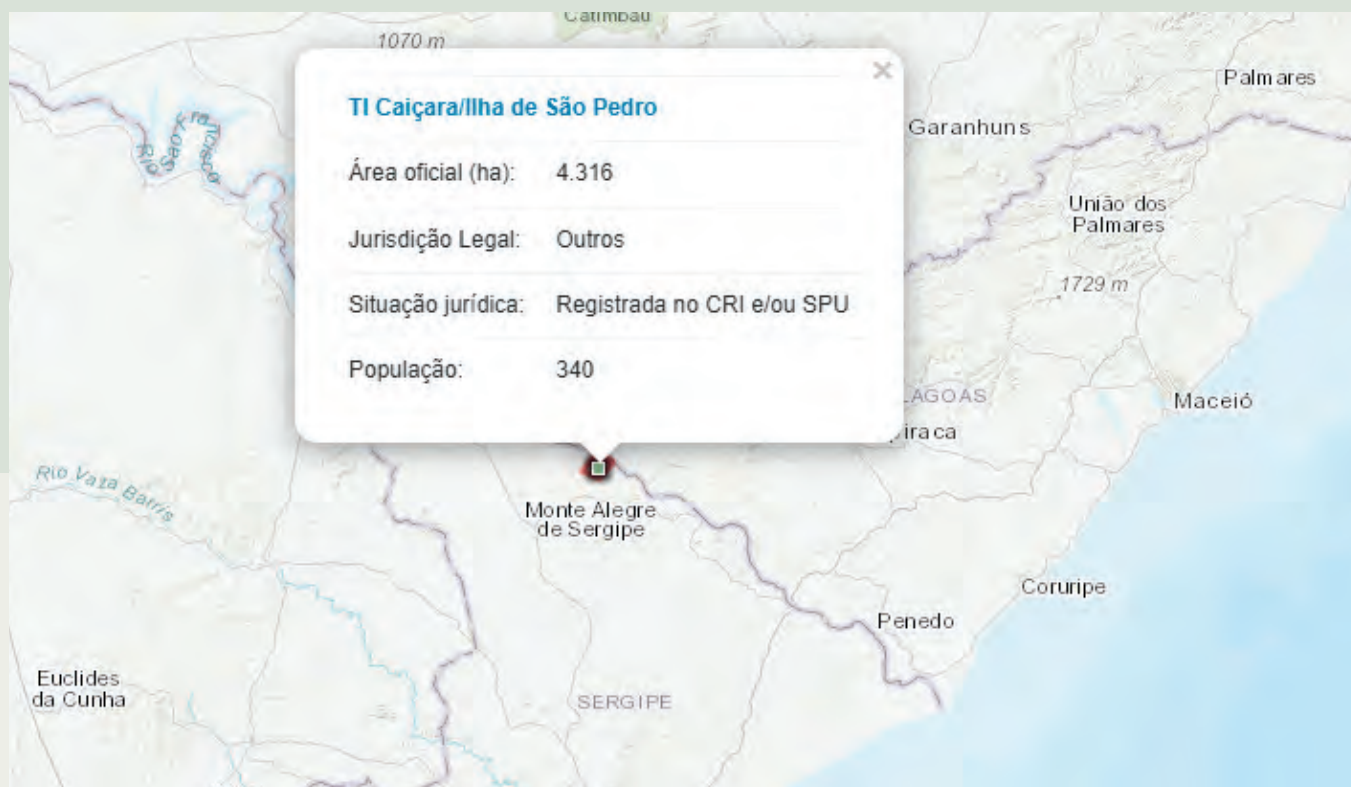 Catimbau
1070 m
×
Palmares
TI Caiçara/Ilha de São Pedro
Garanhuns
Rio São Francisco
Área oficial (ha): 4.316
União dos
Palmares
Jurisdição Legal: Outros
1729 m
Situação jurídica: Registrada no CRI e/ou SPU
População: 340
AGOAS
Maceió
iraca
Rio Vaza Barris
Monte Alegre
de Sergipe
Coruripe
Penedo
Euclides
da Cunha
SERGIPE